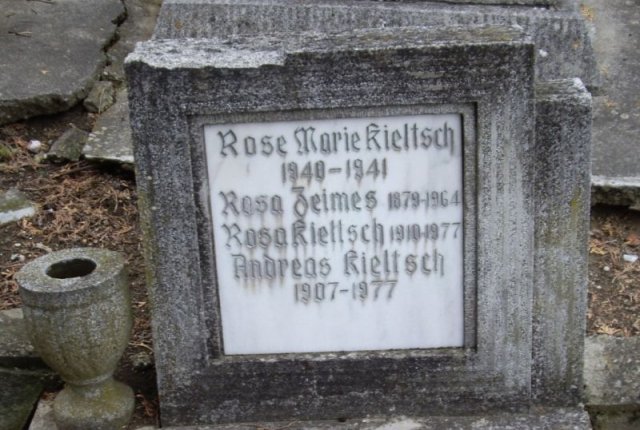 Rose Marie Kieltsch
1940-1941
Rosa Zeimes 1879-1964
Rosa Kieltsch 1910-1977
Andreas Kieltsch
1907-1977